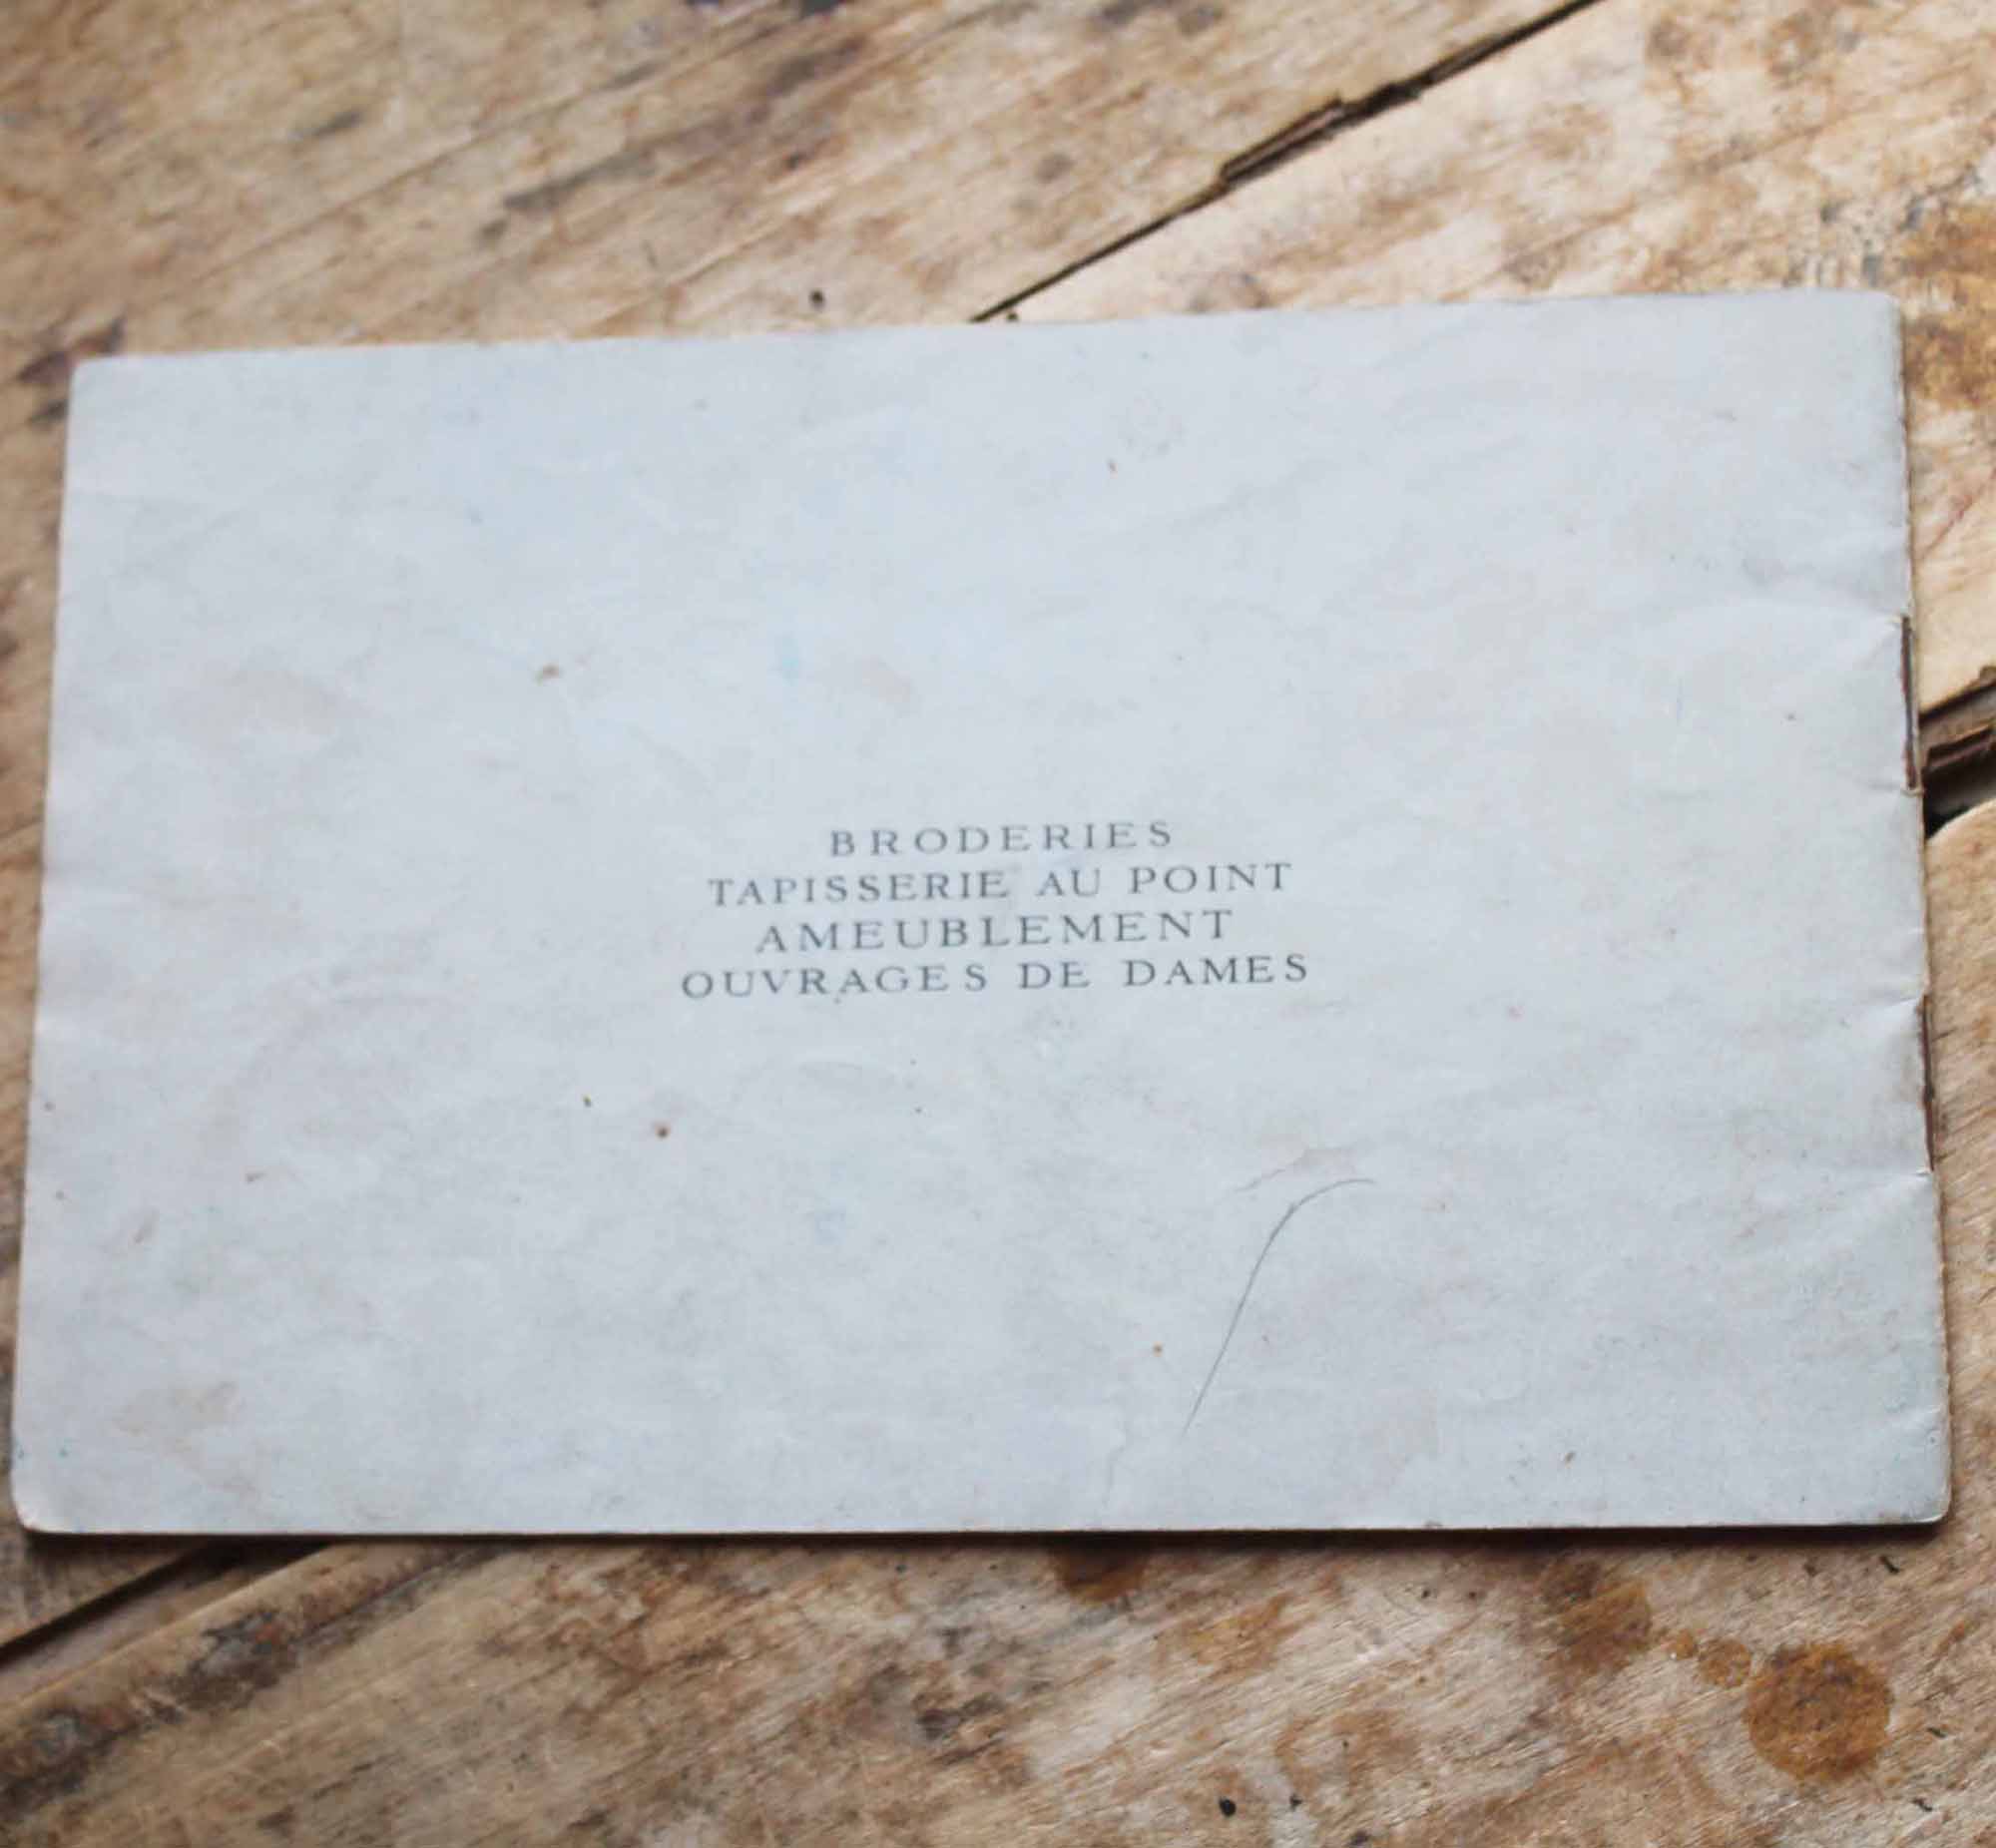 BRODERIES
TAPISSERIE AU POINT
AMEUBLEMENT
OUVRAGES DE DAMES